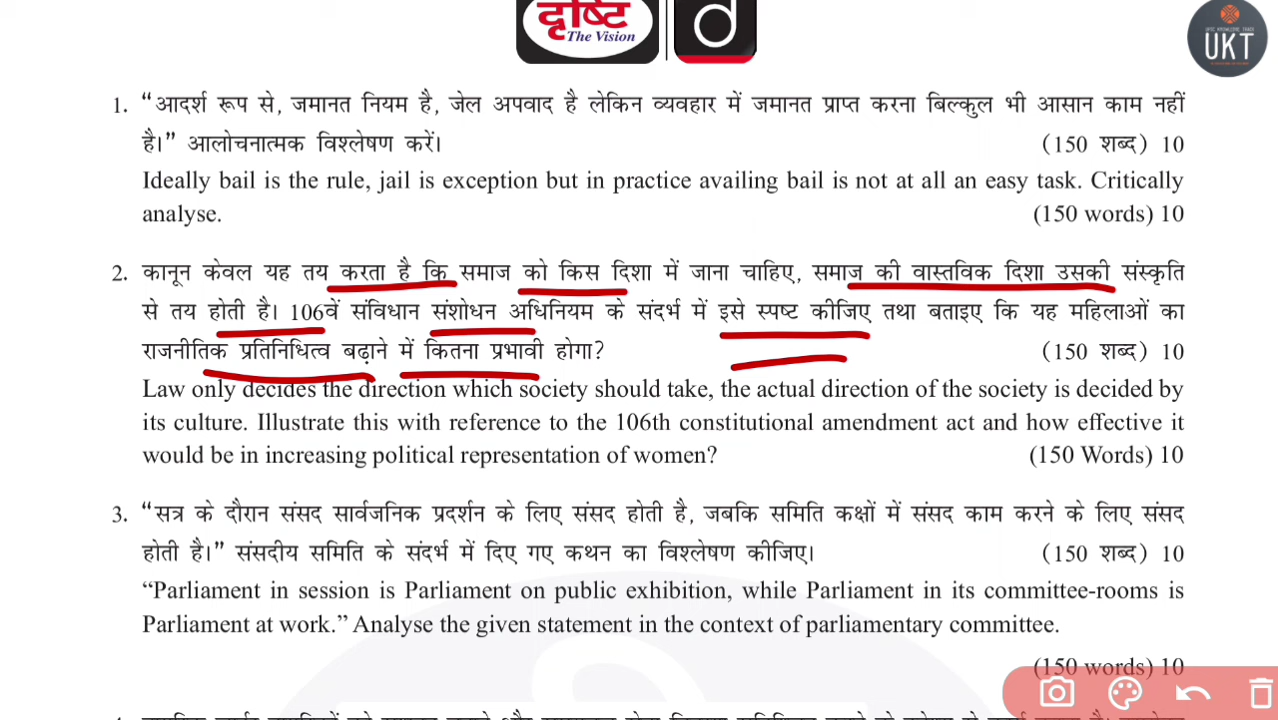 दृष्टि
The Vision
d
UKT
1. “आदर्श रूप से, जमानत नियम है, जेल अपवाद है लेकिन व्यवहार में जमानत प्राप्त करना बिल्कुल भी आसान काम नहीं
है।” आलोचनात्मक विश्लेषण करें। (150 शब्द) 10
Ideally bail is the rule, jail is exception but in practice availing bail is not at all an easy task. Critically
analyse. (150 words) 10
2. कानून केवल यह तय करता है कि समाज को किस दिशा में जाना चाहिए, समाज की वास्तविक दिशा उसकी संस्कृति
से तय होती है। 106वें संविधान संशोधन अधिनियम के संदर्भ में इसे स्पष्ट कीजिए तथा बताइए कि यह महिलाओं का
राजनीतिक प्रतिनिधित्व बढ़ाने में कितना प्रभावी होगा? (150 शब्द) 10
Law only decides the direction which society should take, the actual direction of the society is decided by
its culture. Illustrate this with reference to the 106th constitutional amendment act and how effective it
would be in increasing political representation of women? (150 Words) 10
3. “सत्र के दौरान संसद सार्वजनिक प्रदर्शन के लिए संसद होती है, जबकि समिति कक्षों में संसद काम करने के लिए संसद
होती है।” संसदीय समिति के संदर्भ में दिए गए कथन का विश्लेषण कीजिए। (150 शब्द) 10
“Parliament in session is Parliament on public exhibition, while Parliament in its committee-rooms is
Parliament at work.” Analyse the given statement in the context of parliamentary committee.
(150 words) 10